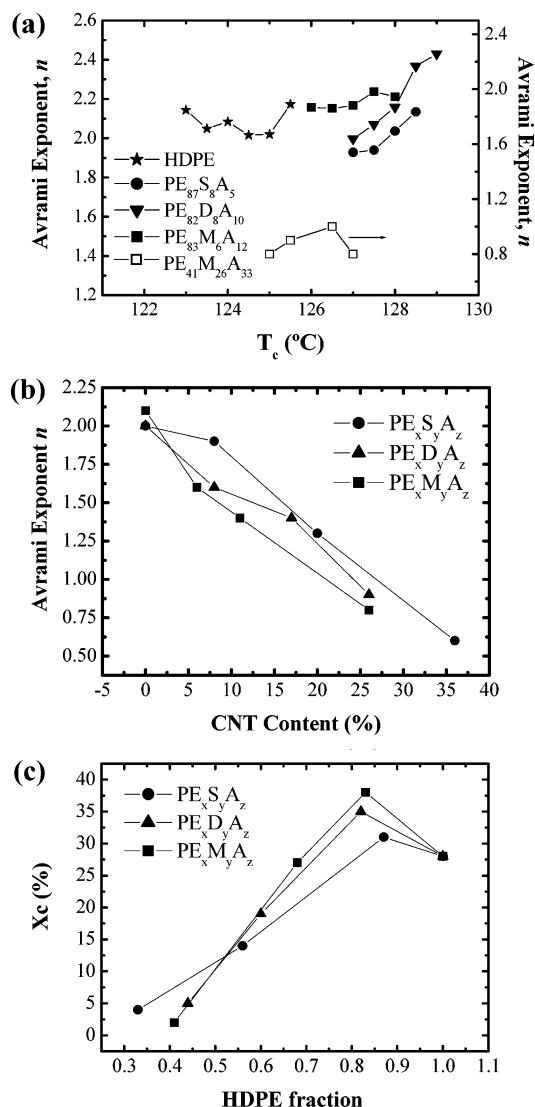 (a)
2.6
2.4
2.2
2.0
1.8
1.6
1.4
1.2
Avrami Exponent, n
2.4
2.0
1.6
1.2
0.8
Avrami Exponent, n
HDPE
PE87S8A5
PE82D8A10
PE83M6A12
PE41M26A33
122 124 126 128 130
Tc (ºC)
(b)
2.25
2.00
1.75
1.50
1.25
1.00
0.75
0.50
Avrami Exponent n
PExSyAz
PExDyAz
PExMyAz
-5 0 5 10 15 20 25 30 35 40
CNT Content (%)
(c)
40
35
30
25
20
15
10
5
0
Xc (%)
PExSyAz
PExDyAz
PExMyAz
0.3 0.4 0.5 0.6 0.7 0.8 0.9 1.0 1.1
HDPE fraction